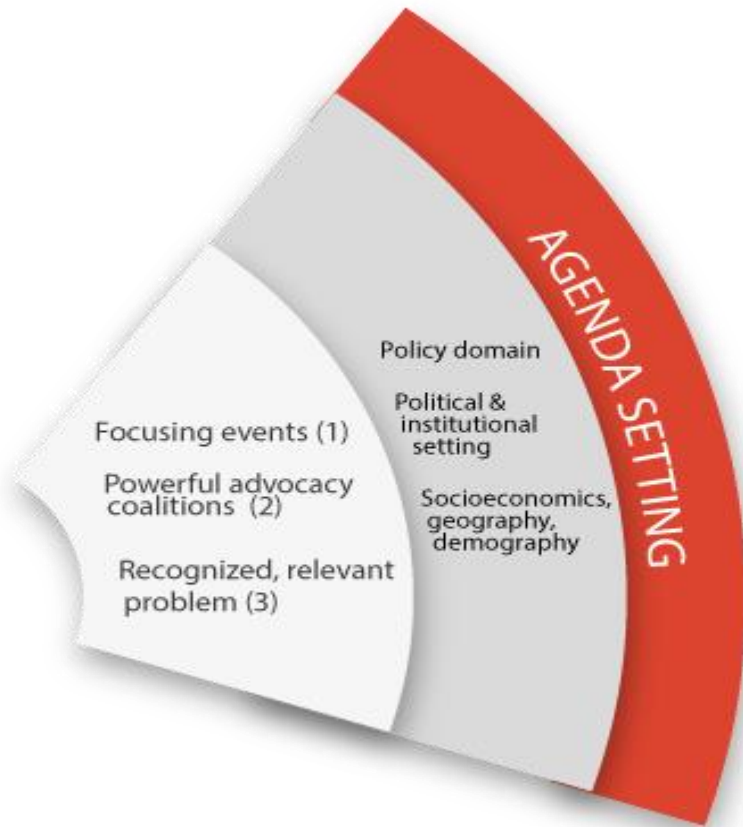 AGENDA SETTING
Policy domain
Political &
institutional
setting
Socioeconomics,
geography,
demography
Focusing events (1)
Powerful advocacy
coalitions (2)
Recognized, relevant
problem (3)